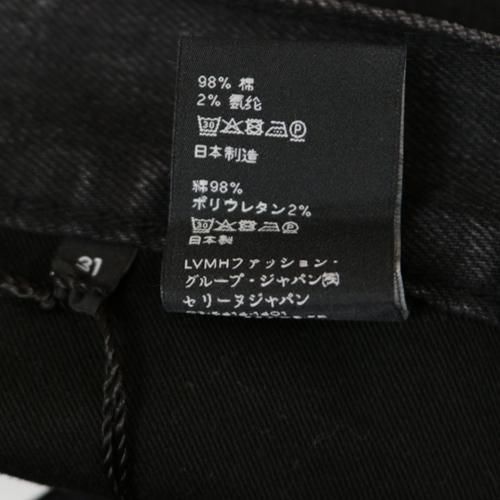 98% 棉
2% 氨纶
30 P
日本制造
綿98%
ポリウレタン2%
30 P
日本製
LVMHファッション・
グループ・ジャパン㈱
セリーヌジャパン
31